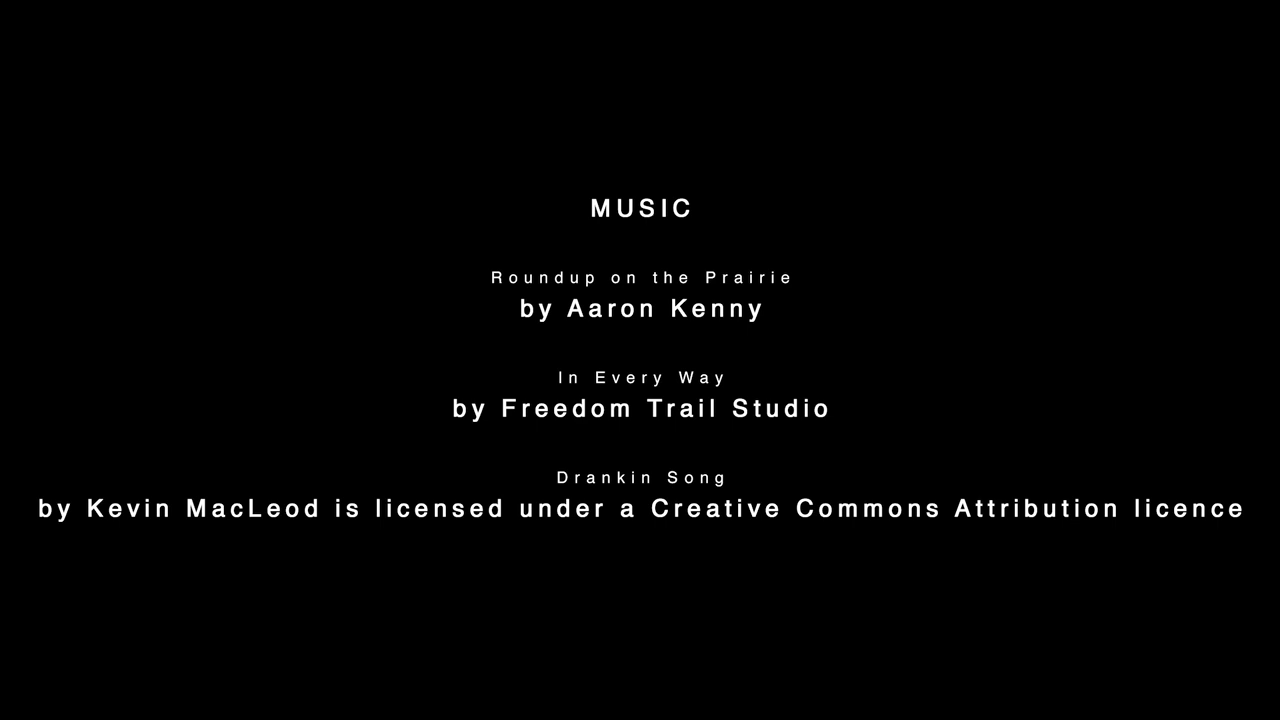 MUSIC
Roundup on the Prairie
by Aaron Kenny
In Every Way
by Freedom Trail Studio
Drankin Song
by Kevin MacLeod is licensed under a Creative Commons Attribution licence